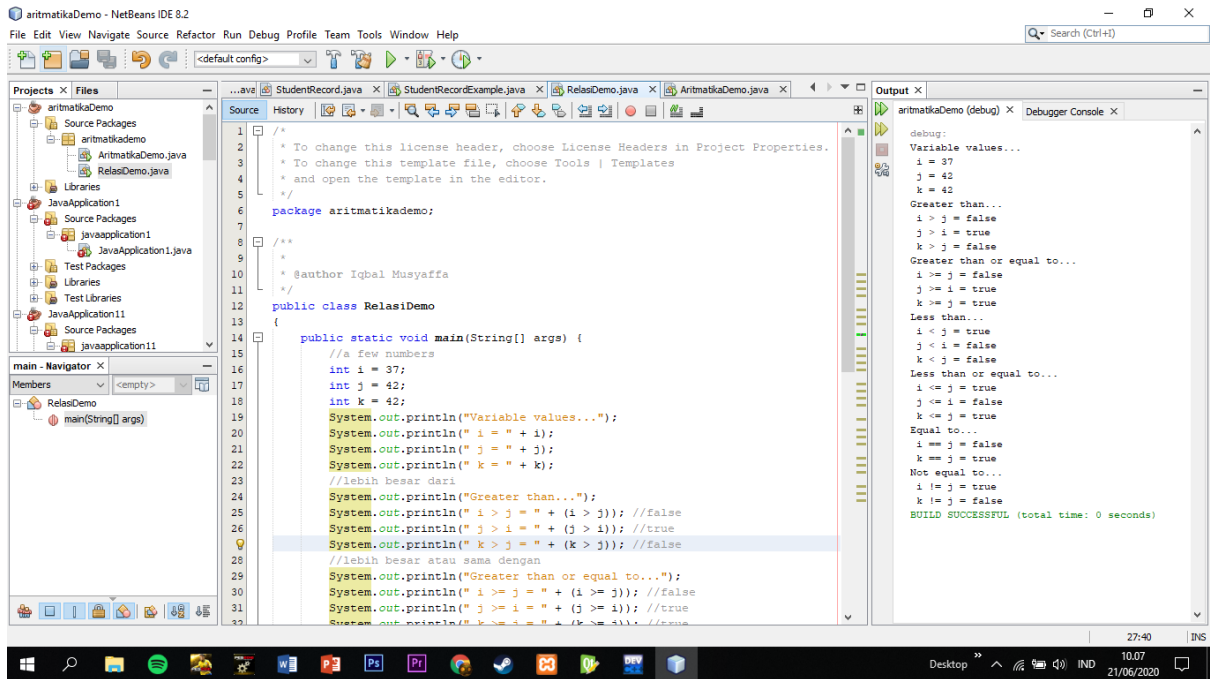 aritmatikaDemo - NetBeans IDE 8.2
File Edit View Navigate Source Refactor Run Debug Profile Team Tools Window Help
Search (Ctrl+I)
<default config>
Projects Files
aritmatikaDemo
Source Packages
aritmatikademo
AritmatikaDemo.java
RelasiDemo.java
Libraries
JavaApplication1
Source Packages
javaapplication1
JavaApplication1.java
Test Packages
Libraries
Test Libraries
JavaApplication11
Source Packages
javaapplication11
main - Navigator
Members <empty>
RelasiDemo
main(String[] args)
...ava StudentRecord.java StudentRecordExample.java RelasiDemo.java AritmatikaDemo.java
Source History
1 /*
2 * To change this license header, choose License Headers in Project Properties.
3 * To change this template file, choose Tools | Templates
4 * and open the template in the editor.
5 */
6 package aritmatikademo;
7
8 /**
9 *
10 * @author Iqbal Musyaffa
11 */
12 public class RelasiDemo
13 {
14 public static void main(String[] args) {
15 //a few numbers
16 int i = 37;
17 int j = 42;
18 int k = 42;
19 System.out.println("Variable values...");
20 System.out.println(" i = " + i);
21 System.out.println(" j = " + j);
22 System.out.println(" k = " + k);
23 //lebih besar dari
24 System.out.println("Greater than...");
25 System.out.println(" i > j = " + (i > j)); //false
26 System.out.println(" j > i = " + (j > i)); //true
System.out.println(" k > j = " + (k > j)); //false
28 //lebih besar atau sama dengan
29 System.out.println("Greater than or equal to...");
30 System.out.println(" i >= j = " + (i >= j)); //false
31 System.out.println(" j >= i = " + (j >= i)); //true
32 System.out.println(" k >= j = " + (k >= j)); //true
Output
aritmatikaDemo (debug) Debugger Console
debug:
Variable values...
i = 37
j = 42
k = 42
Greater than...
i > j = false
j > i = true
k > j = false
Greater than or equal to...
i >= j = false
j >= i = true
k >= j = true
Less than...
i < j = true
j < i = false
k < j = false
Less than or equal to...
i <= j = true
j <= i = false
k <= j = true
Equal to...
i == j = false
k == j = true
Not equal to...
i != j = true
k != j = false
BUILD SUCCESSFUL (total time: 0 seconds)
27:40 INS
Desktop IND 10.07
21/06/2020